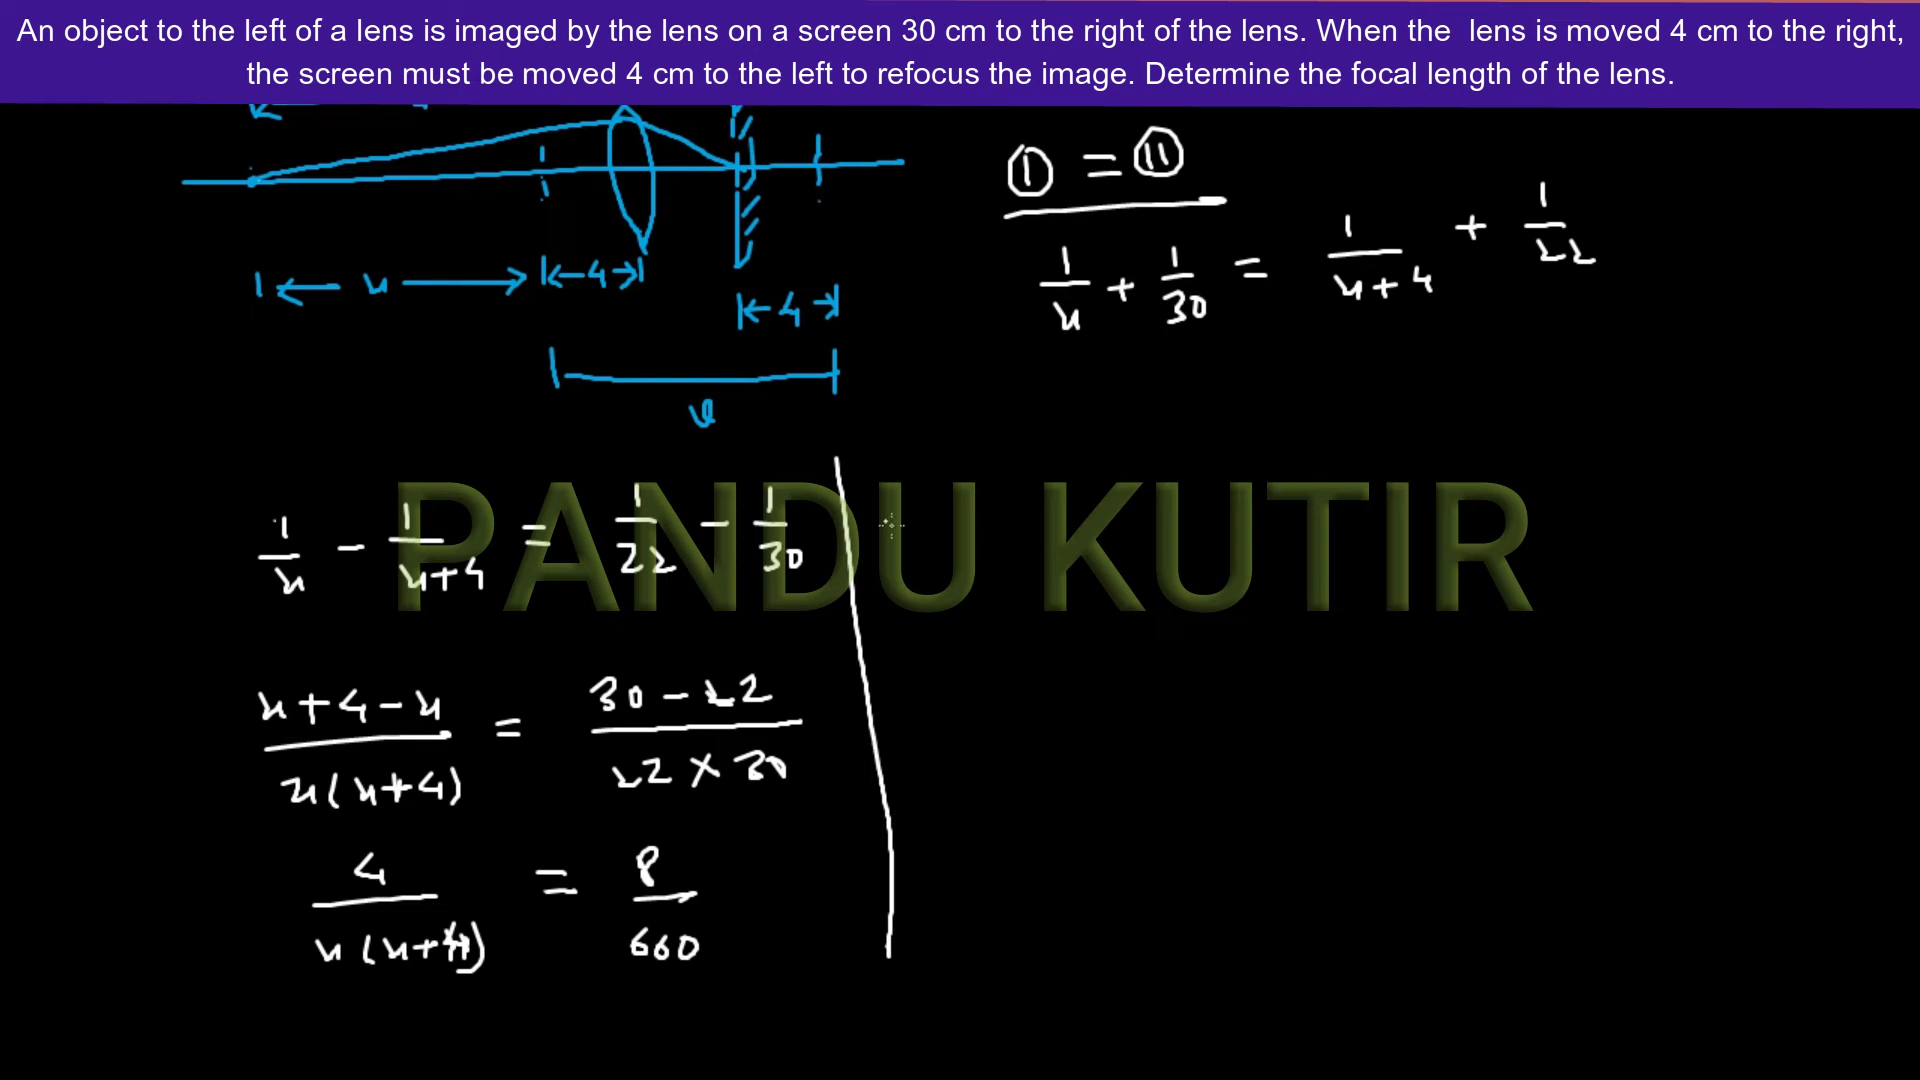 An object to the left of a lens is imaged by the lens on a screen 30 cm to the right of the lens. When the lens is moved 4 cm to the right,
the screen must be moved 4 cm to the left to refocus the image. Determine the focal length of the lens.
① = ⑪
u 4
4
v
1/u + 1/30 = 1/(u+4) + 1/22
PANDU KUTIR
1/u - 1/(u+4) = 1/22 - 1/30
(u+4-u)/(u(u+4)) = (30-22)/(22×30)
4/(u(u+4)) = 8/660